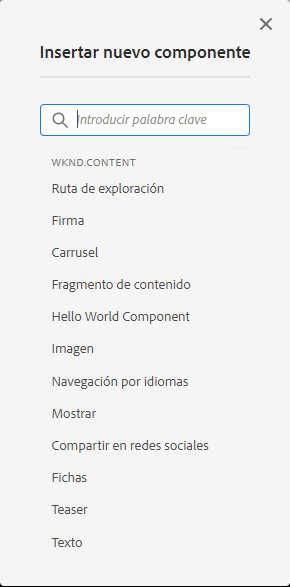 Insertar nuevo componente
Introducir palabra clave
WKND.CONTENT
Ruta de exploración
Firma
Carrusel
Fragmento de contenido
Hello World Component
Imagen
Navegación por idiomas
Mostrar
Compartir en redes sociales
Fichas
Teaser
Texto